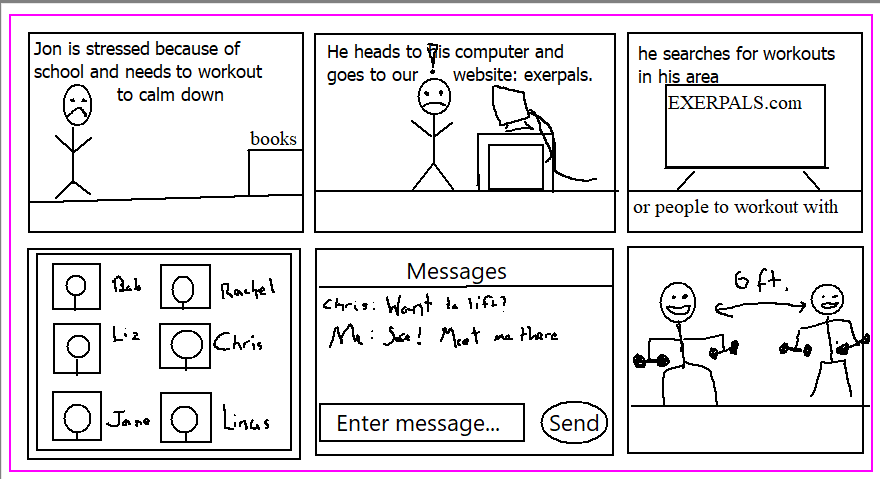 Jon is stressed because of
school and needs to workout
to calm down
books
He heads to his computer and
goes to our website: exerpals.
he searches for workouts
in his area
EXERPALS.com
or people to workout with
Bob
Rachel
Liz
Chris
Jane
Linus
Messages
Chris: Want to lift?
Me: Sure! Meet me there
Enter message...
Send
6 ft.